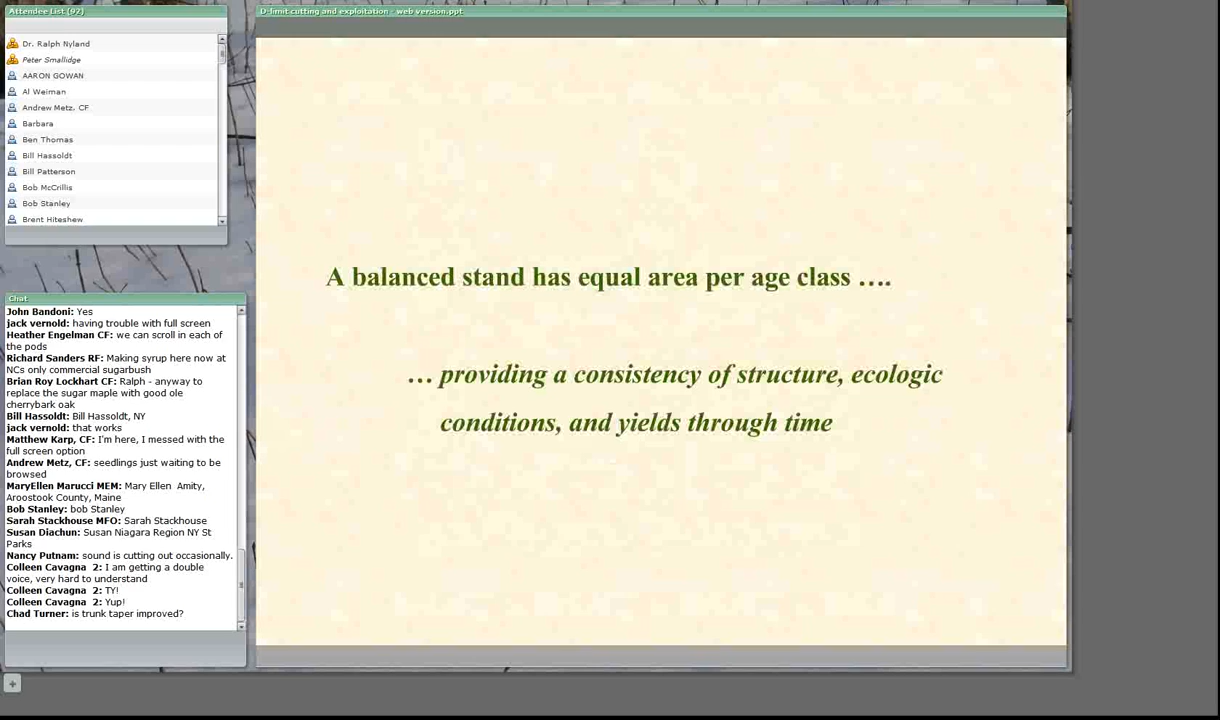 Attendee List (92)
Dr. Ralph Nyland
Peter Smallidge
AARON GOWAN
Al Weiman
Andrew Metz, CF
Barbara
Ben Thomas
Bill Hassoldt
Bill Patterson
Bob McCrillis
Bob Stanley
Brent Hiteshew
Chat
John Bandoni: Yes
jack vernold: having trouble with full screen
Heather Engelman CF: we can scroll in each of
the pods
Richard Sanders RF: Making syrup here now at
NCs only commercial sugarbush
Brian Roy Lockhart CF: Ralph - anyway to
replace the sugar maple with good ole
cherrybark oak
Bill Hassoldt: Bill Hassoldt, NY
jack vernold: that works
Matthew Karp, CF: I'm here, I messed with the
full screen option
Andrew Metz, CF: seedlings just waiting to be
browsed
MaryEllen Marucci MEM: Mary Ellen Amity,
Aroostook County, Maine
Bob Stanley: bob Stanley
Sarah Stackhouse MFO: Sarah Stackhouse
Susan Diachun: Susan Niagara Region NY St
Parks
Nancy Putnam: sound is cutting out occasionally.
Colleen Cavagna 2: I am getting a double
voice, very hard to understand
Colleen Cavagna 2: TY!
Colleen Cavagna 2: Yup!
Chad Turner: is trunk taper improved?
D-limit cutting and exploitation - web version.ppt
A balanced stand has equal area per age class ….
… providing a consistency of structure, ecologic
conditions, and yields through time